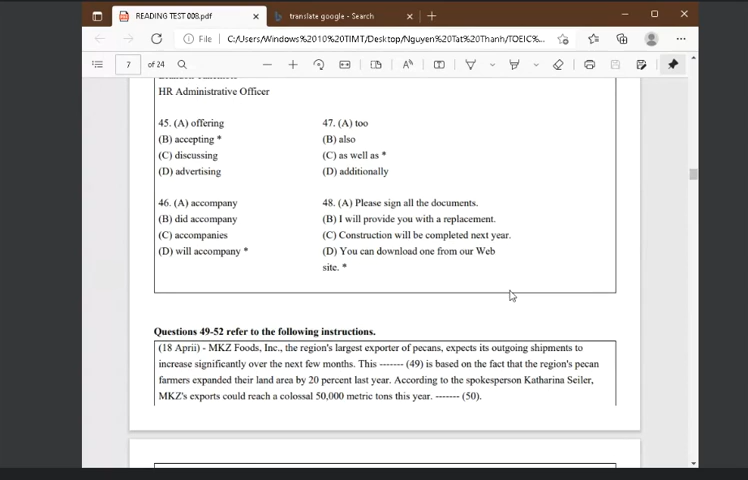 READING TEST 008.pdf
translate google - Search
File
C:/Users/Windows%2010%20TIMT/Desktop/Nguyen%20Tat%20Thanh/TOEIC%...
7 of 24
HR Administrative Officer
45. (A) offering
(B) accepting *
(C) discussing
(D) advertising
47. (A) too
(B) also
(C) as well as *
(D) additionally
46. (A) accompany
(B) did accompany
(C) accompanies
(D) will accompany *
48. (A) Please sign all the documents.
(B) I will provide you with a replacement.
(C) Construction will be completed next year.
(D) You can download one from our Web
site. *
Questions 49-52 refer to the following instructions.
(18 April) - MKZ Foods, Inc., the region's largest exporter of pecans, expects its outgoing shipments to
increase significantly over the next few months. This ------- (49) is based on the fact that the region's pecan
farmers expanded their land area by 20 percent last year. According to the spokesperson Katharina Seiler,
MKZ's exports could reach a colossal 50,000 metric tons this year. ------- (50).